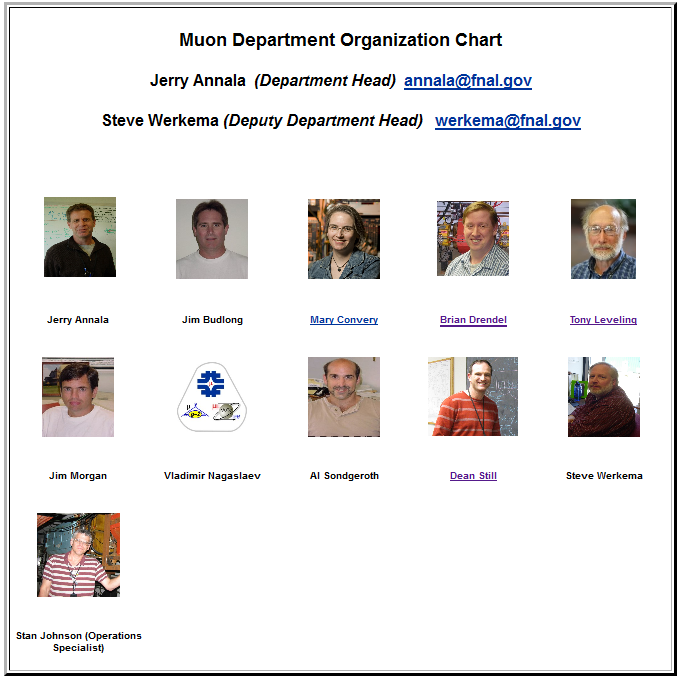 Muon Department Organization Chart
Jerry Annala (Department Head) annala@fnal.gov
Steve Werkema (Deputy Department Head) werkema@fnal.gov
Jerry Annala
Jim Budlong
Mary Convery
Brian Drendel
Tony Leveling
Jim Morgan
Vladimir Nagaslaev
Al Sondgeroth
Dean Still
Steve Werkema
Stan Johnson (Operations
Specialist)